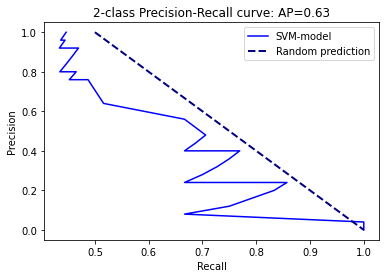 2-class Precision-Recall curve: AP=0.63
SVM-model
Random prediction
Precision
1.0
0.8
0.6
0.4
0.2
0.0
0.5 0.6 0.7 0.8 0.9 1.0
Recall